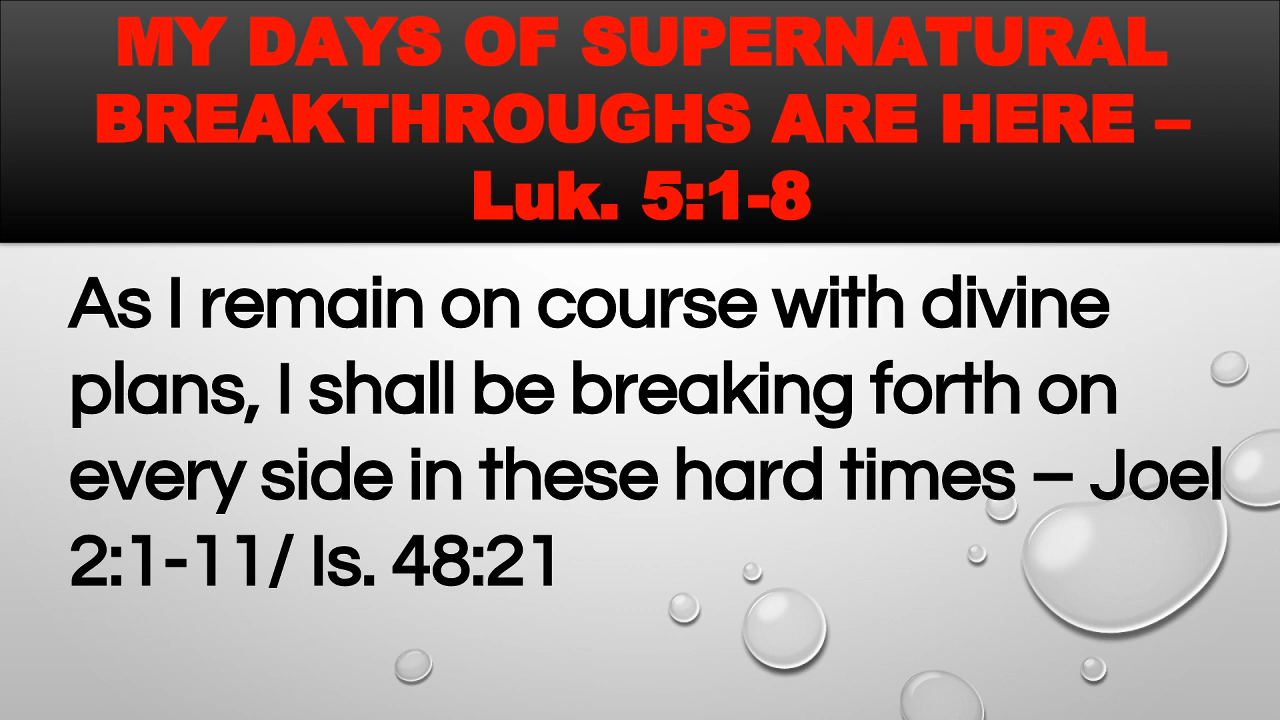 MY DAYS OF SUPERNATURAL
BREAKTHROUGHS ARE HERE –
Luk. 5:1-8
As I remain on course with divine
plans, I shall be breaking forth on
every side in these hard times – Joel
2:1-11/ Is. 48:21